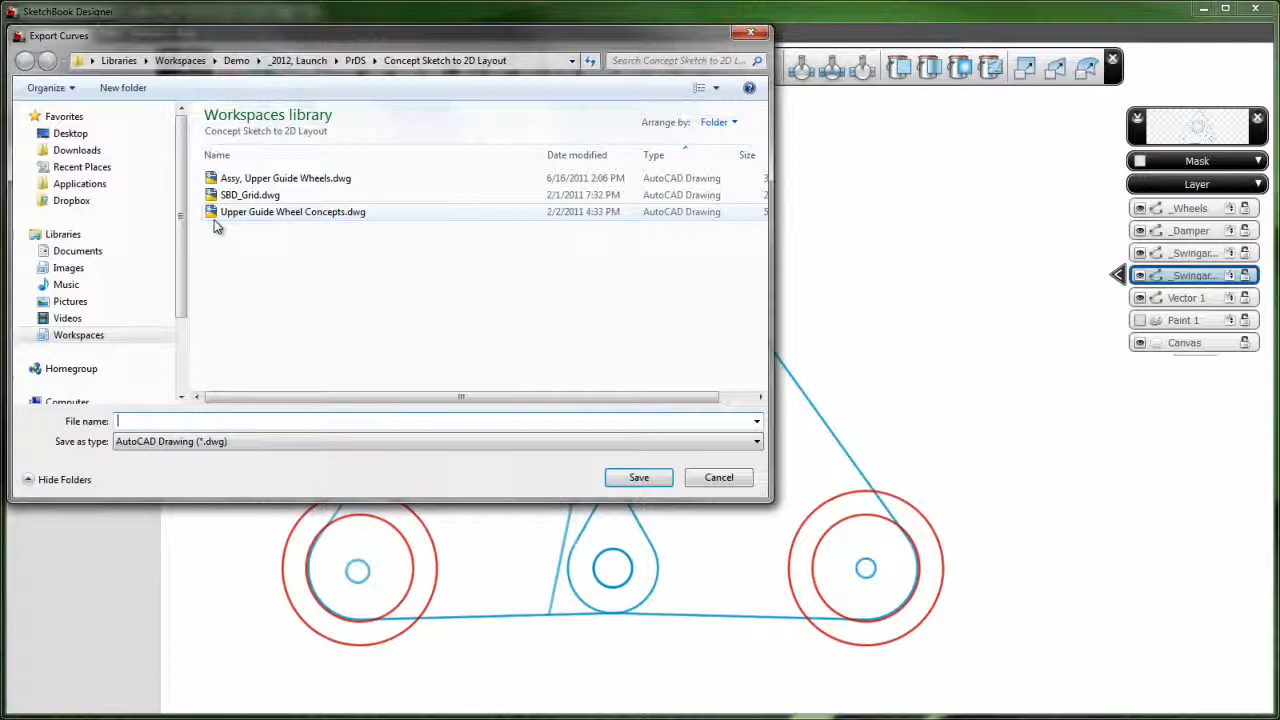 SketchBook Designer
Export Curves
Libraries Workspaces Demo _2012, Launch PrDS Concept Sketch to 2D Layout
Search Concept Sketch to 2D L...
Organize New folder
Favorites
Desktop
Downloads
Recent Places
Applications
Dropbox
Libraries
Documents
Images
Music
Pictures
Videos
Workspaces
Homegroup
Computer
Workspaces library
Concept Sketch to 2D Layout
Arrange by: Folder
Name Date modified Type Size
Assy, Upper Guide Wheels.dwg 6/16/2011 2:06 PM AutoCAD Drawing 3
SBD_Grid.dwg 2/1/2011 7:32 PM AutoCAD Drawing 2
Upper Guide Wheel Concepts.dwg 2/2/2011 4:33 PM AutoCAD Drawing 5
File name:
Save as type: AutoCAD Drawing (*.dwg)
Hide Folders
Save Cancel
Mask
Layer
_Wheels
_Damper
_Swingar...
_Swingar...
Vector 1
Paint 1
Canvas